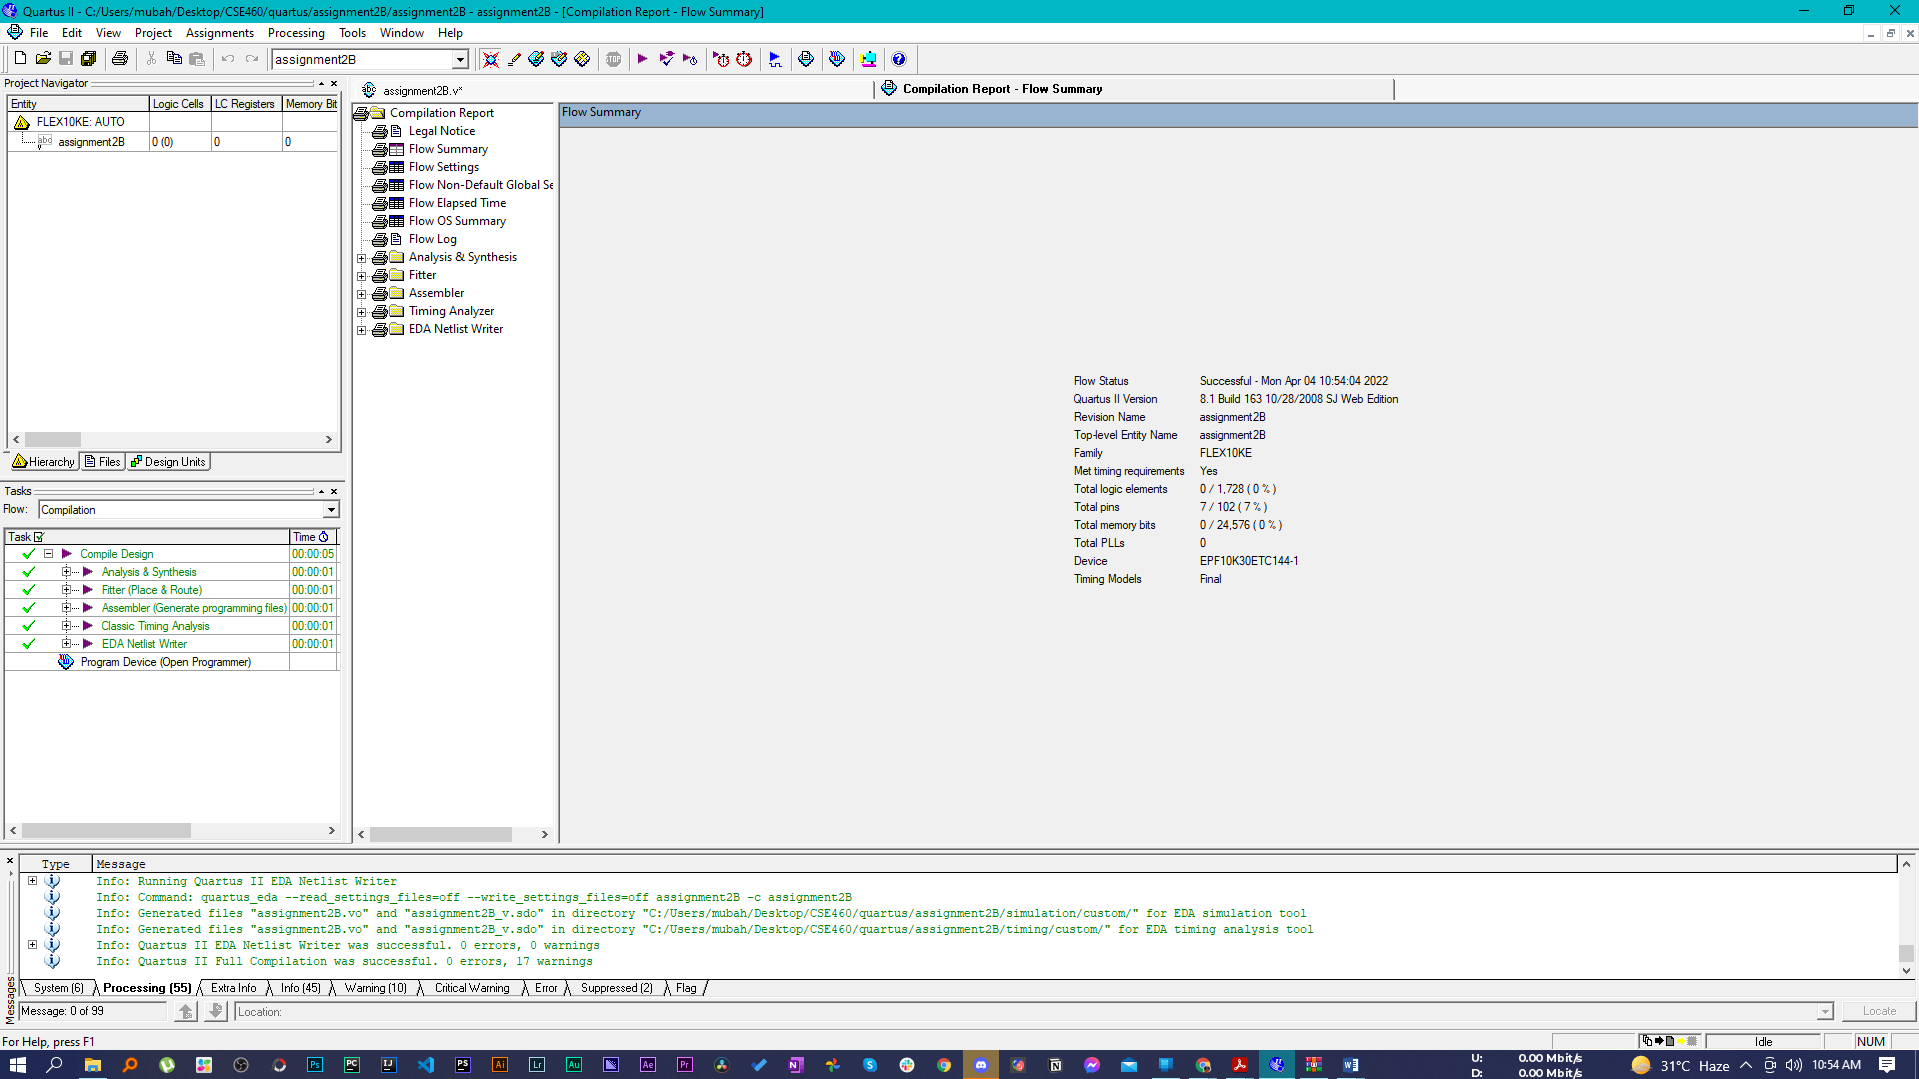 Quartus II - C:/Users/mubah/Desktop/CSE460/quartus/assignment2B/assignment2B - assignment2B - [Compilation Report - Flow Summary]
File Edit View Project Assignments Processing Tools Window Help
assignment2B
Project Navigator
Entity Logic Cells LC Registers Memory Bit
FLEX10KE: AUTO
abc assignment2B 0 (0) 0 0
Hierarchy Files Design Units
Tasks
Flow: Compilation
Task Time
Compile Design 00:00:05
Analysis & Synthesis 00:00:01
Fitter (Place & Route) 00:00:01
Assembler (Generate programming files) 00:00:01
Classic Timing Analysis 00:00:01
EDA Netlist Writer 00:00:01
Program Device (Open Programmer)
abc assignment2B.v*
Compilation Report - Flow Summary
Compilation Report
Legal Notice
Flow Summary
Flow Settings
Flow Non-Default Global Se
Flow Elapsed Time
Flow OS Summary
Flow Log
Analysis & Synthesis
Fitter
Assembler
Timing Analyzer
EDA Netlist Writer
Flow Summary
Flow Status Successful - Mon Apr 04 10:54:04 2022
Quartus II Version 8.1 Build 163 10/28/2008 SJ Web Edition
Revision Name assignment2B
Top-level Entity Name assignment2B
Family FLEX10KE
Met timing requirements Yes
Total logic elements 0 / 1,728 ( 0 % )
Total pins 7 / 102 ( 7 % )
Total memory bits 0 / 24,576 ( 0 % )
Total PLLs 0
Device EPF10K30ETC144-1
Timing Models Final
Type Message
Info: Running Quartus II EDA Netlist Writer
Info: Command: quartus_eda --read_settings_files=off --write_settings_files=off assignment2B -c assignment2B
Info: Generated files "assignment2B.vo" and "assignment2B_v.sdo" in directory "C:/Users/mubah/Desktop/CSE460/quartus/assignment2B/simulation/custom/" for EDA simulation tool
Info: Generated files "assignment2B.vo" and "assignment2B_v.sdo" in directory "C:/Users/mubah/Desktop/CSE460/quartus/assignment2B/timing/custom/" for EDA timing analysis tool
Info: Quartus II EDA Netlist Writer was successful. 0 errors, 0 warnings
Info: Quartus II Full Compilation was successful. 0 errors, 17 warnings
System (6) Processing (55) Extra Info Info (45) Warning (10) Critical Warning Error Suppressed (2) Flag
Messages
Message: 0 of 99 Location: Locate
For Help, press F1 Idle NUM
U: 0.00 Mbit/s
D: 0.00 Mbit/s
31°C Haze 10:54 AM
STOP
Ps PC IJ PS Ai Lr Au Ae Pr